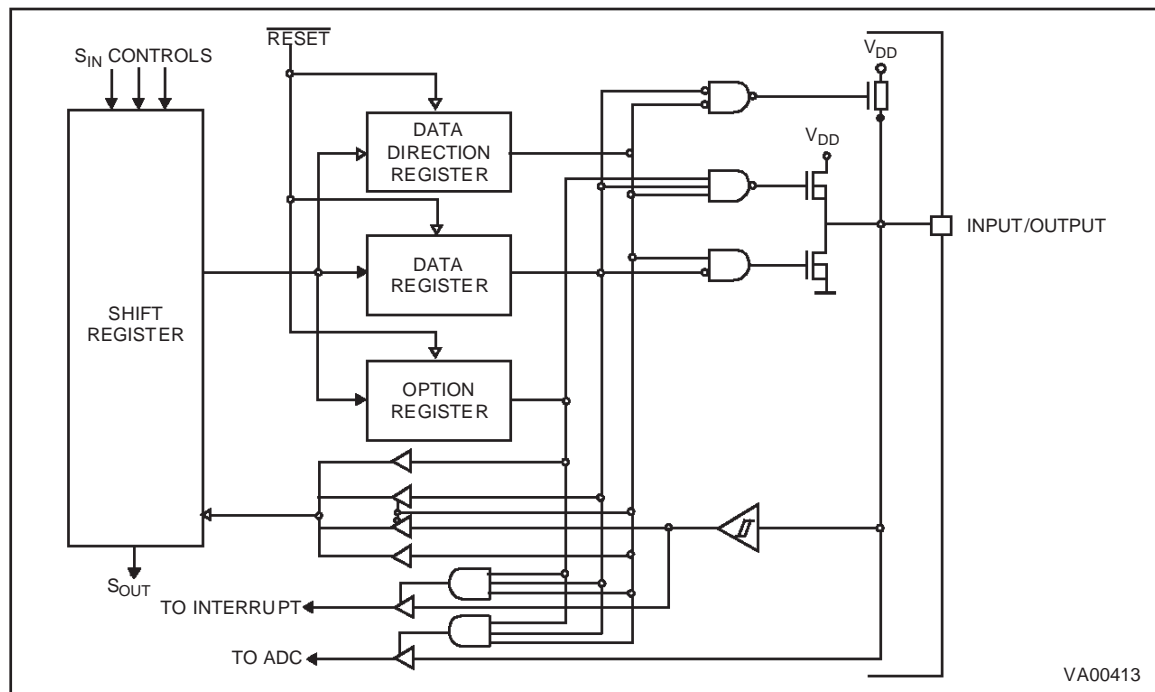 S_IN CONTROLS
RESET
V_DD
DATA
DIRECTION
REGISTER
V_DD
INPUT/OUTPUT
DATA
REGISTER
SHIFT
REGISTER
OPTION
REGISTER
S_OUT
TO INTERRUPT
TO ADC
VA00413